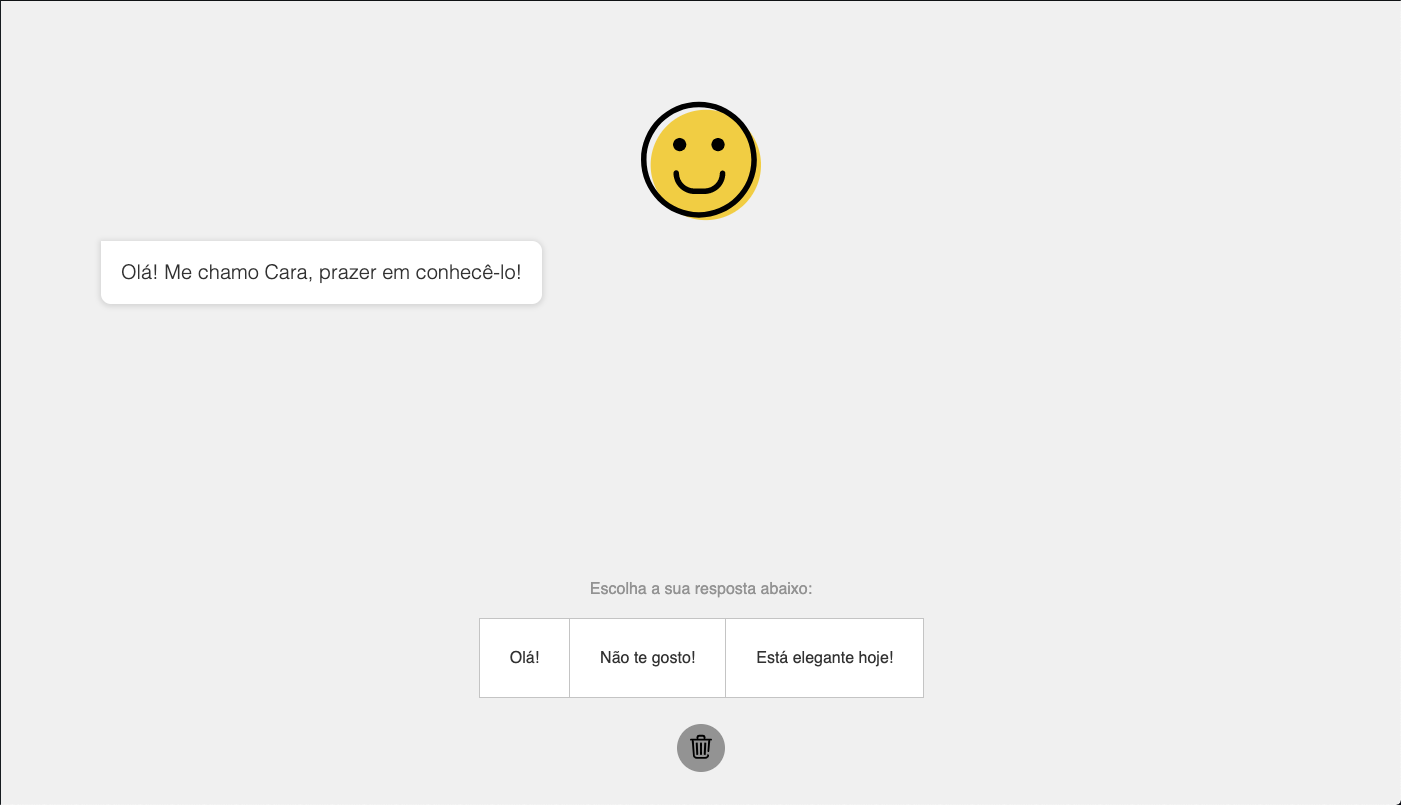 Olá! Me chamo Cara, prazer em conhecê-lo!
Escolha a sua resposta abaixo:
Olá!
Não te gosto!
Está elegante hoje!